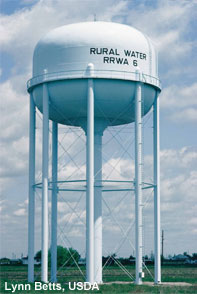 RURAL WATER
RRWA 6
Lynn Betts, USDA